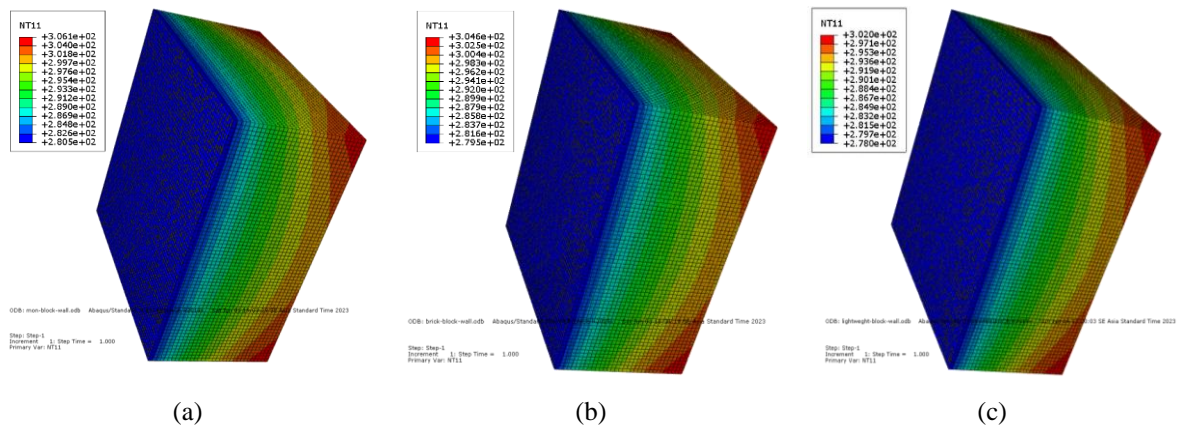 NT11
+3.061e+02
+3.040e+02
+3.018e+02
+2.997e+02
+2.976e+02
+2.954e+02
+2.933e+02
+2.912e+02
+2.890e+02
+2.869e+02
+2.848e+02
+2.826e+02
+2.805e+02
ODB: mon-block-wall.odb Abaqus/Standard
SE Asia Standard Time 2023
Step: Step-1
Increment 1: Step Time = 1.000
Primary Var: NT11
(a)
NT11
+3.046e+02
+3.025e+02
+3.004e+02
+2.983e+02
+2.962e+02
+2.941e+02
+2.920e+02
+2.899e+02
+2.879e+02
+2.858e+02
+2.837e+02
+2.816e+02
+2.795e+02
ODB: brick-block-wall.odb Abaqus/Standard
Standard Time 2023
Step: Step-1
Increment 1: Step Time = 1.000
Primary Var: NT11
(b)
NT11
+3.020e+02
+2.971e+02
+2.953e+02
+2.936e+02
+2.919e+02
+2.901e+02
+2.884e+02
+2.867e+02
+2.849e+02
+2.832e+02
+2.815e+02
+2.797e+02
+2.780e+02
ODB: lightweight-block-wall.odb
SE Asia Standard Time 2023
Step: Step-1
Increment 1: Step Time = 1.000
Primary Var: NT11
(c)